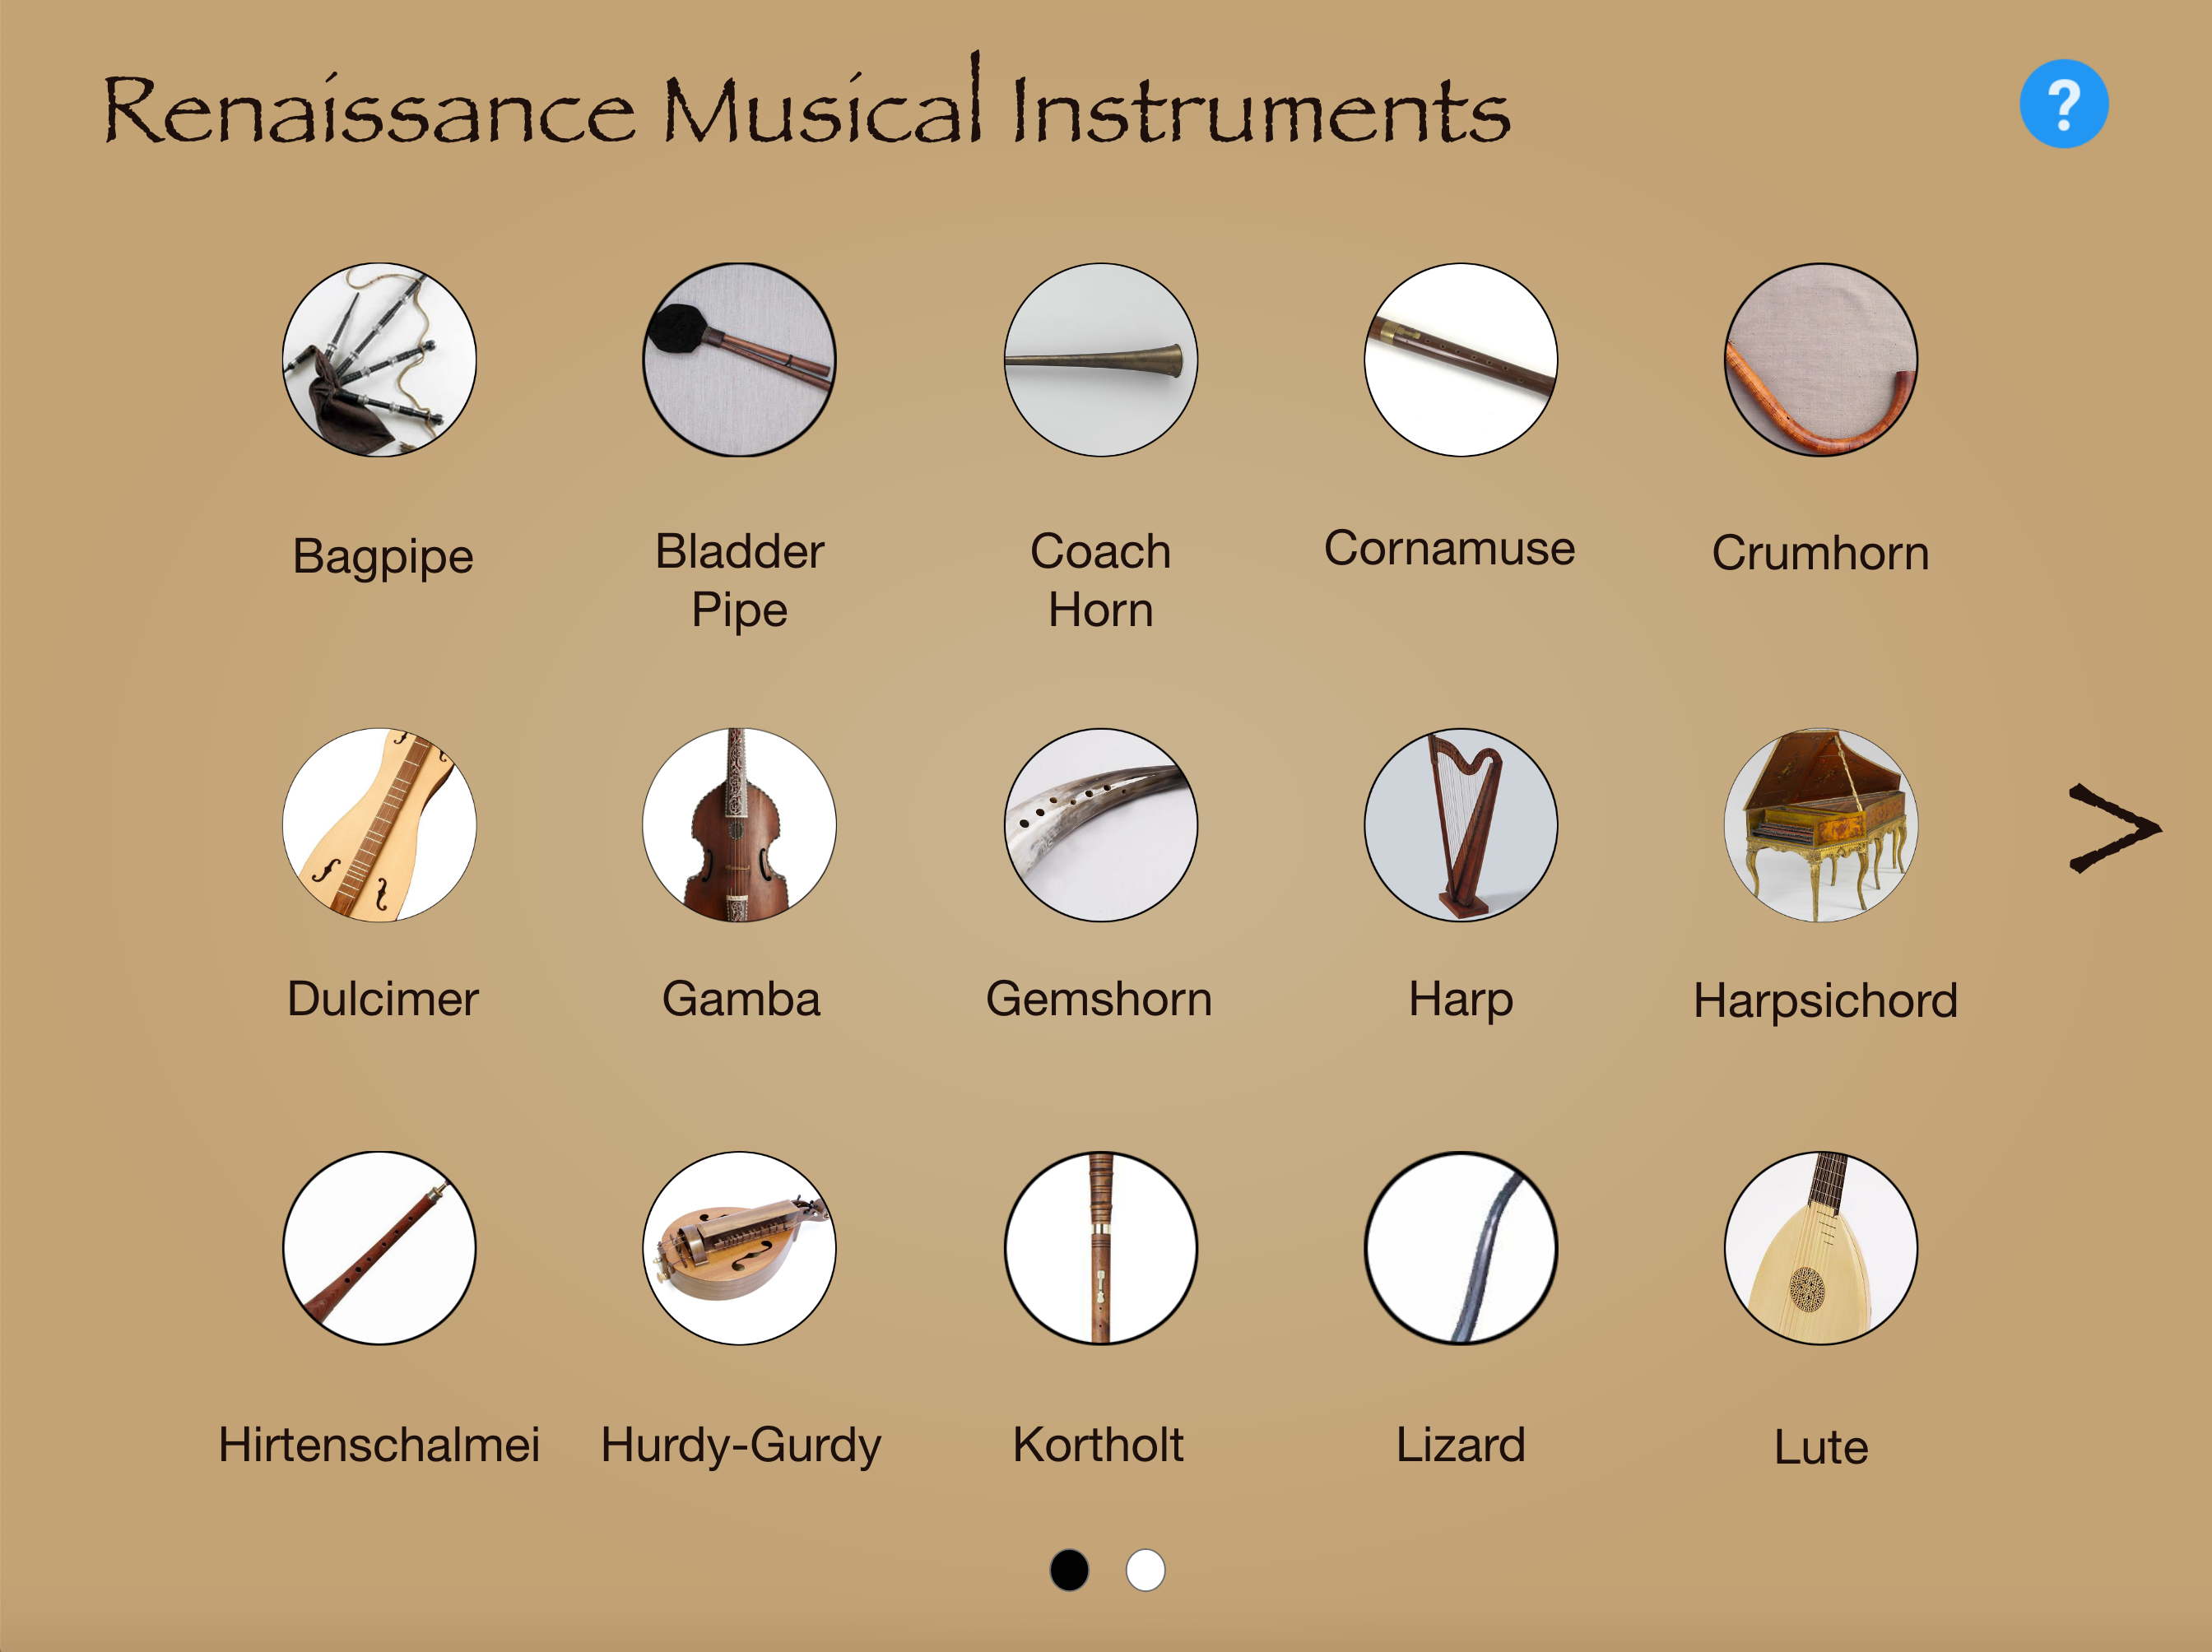 Renaissance Musical Instruments
?
Bagpipe
Bladder
Pipe
Coach
Horn
Cornamuse
Crumhorn
Dulcimer
Gamba
Gemshorn
Harp
Harpsichord
>
Hirtenschalmei
Hurdy-Gurdy
Kortholt
Lizard
Lute